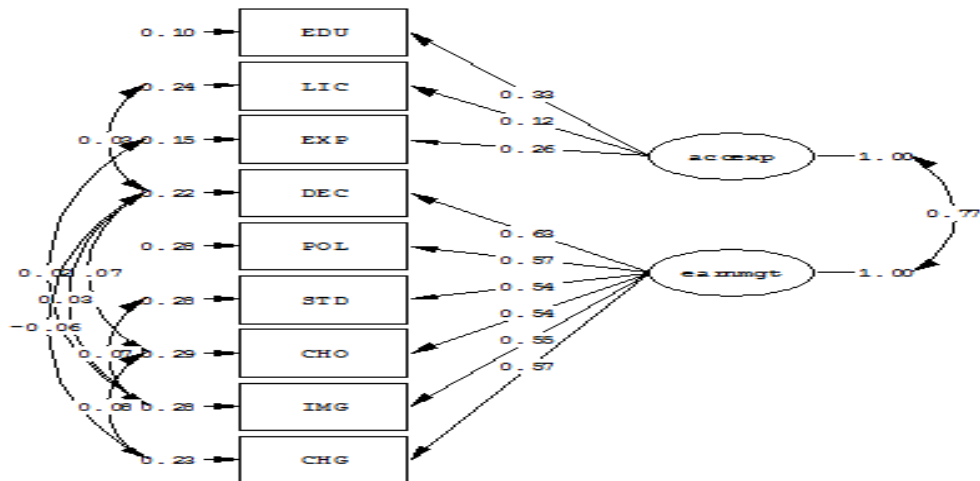 0.10 EDU
0.24 LIC 0.33
0.03 0.15 EXP 0.12
0.26 accexp 1.00
0.22 DEC
0.63 0.77
0.28 POL 0.57
0.03 earnmgt 1.00
0.28 STD 0.54
-0.06 0.54
0.07 0.29 CHO 0.55
0.57
0.08 0.28 IMG
0.23 CHG